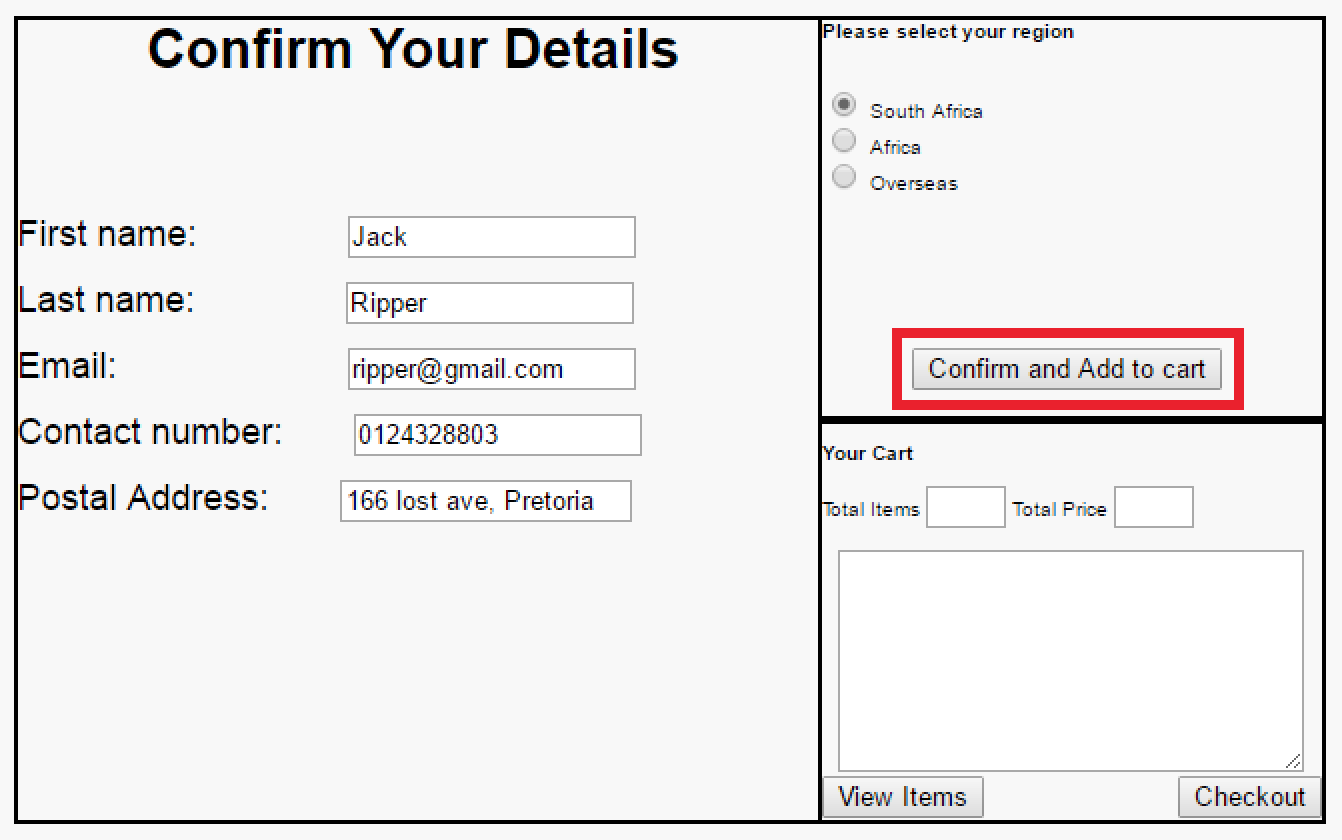 Confirm Your Details
First name: Jack
Last name: Ripper
Email: ripper@gmail.com
Contact number: 0124328803
Postal Address: 166 lost ave, Pretoria
Please select your region
South Africa
Africa
Overseas
Confirm and Add to cart
Your Cart
Total Items Total Price
View Items Checkout